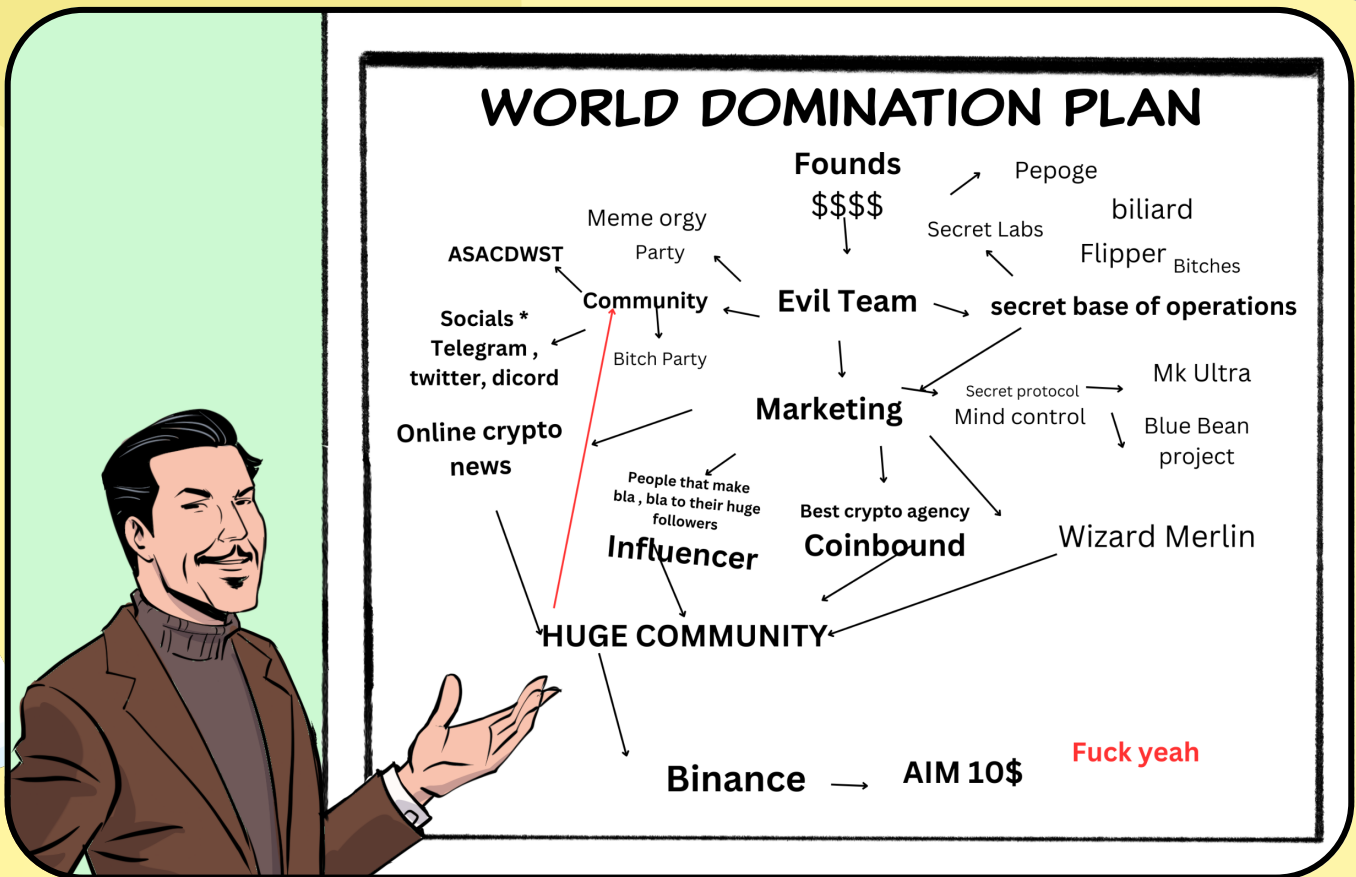 WORLD DOMINATION PLAN
Founds
$$$$
Pepoge
biliard
Secret Labs
Flipper
Bitches
Meme orgy
Party
ASACDWST
Community
Evil Team
secret base of operations
Socials *
Telegram ,
twitter, dicord
Bitch Party
Marketing
Secret protocol
Mind control
Mk Ultra
Blue Bean
project
Online crypto
news
People that make
bla , bla to their huge
followers
Influencer
Best crypto agency
Coinbound
Wizard Merlin
HUGE COMMUNITY
Binance
AIM 10$
Fuck yeah